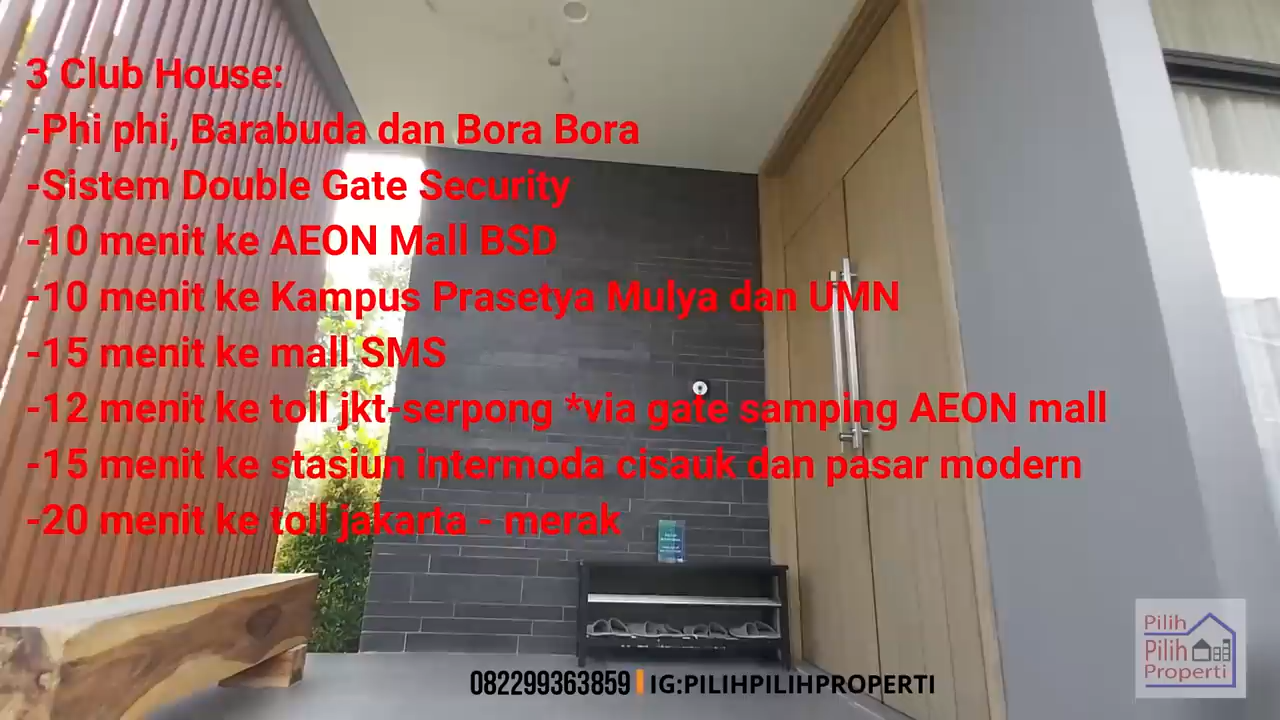 3 Club House:
-Phi phi, Barabuda dan Bora Bora
-Sistem Double Gate Security
-10 menit ke AEON Mall BSD
-10 menit ke Kampus Prasetya Mulya dan UMN
-15 menit ke mall SMS
-12 menit ke toll jkt-serpong *via gate samping AEON mall
-15 menit ke stasiun intermoda cisauk dan pasar modern
-20 menit ke toll jakarta - merak
082299363859 IG:PILIHPILIHPROPERTI
Pilih
Pilih
Properti